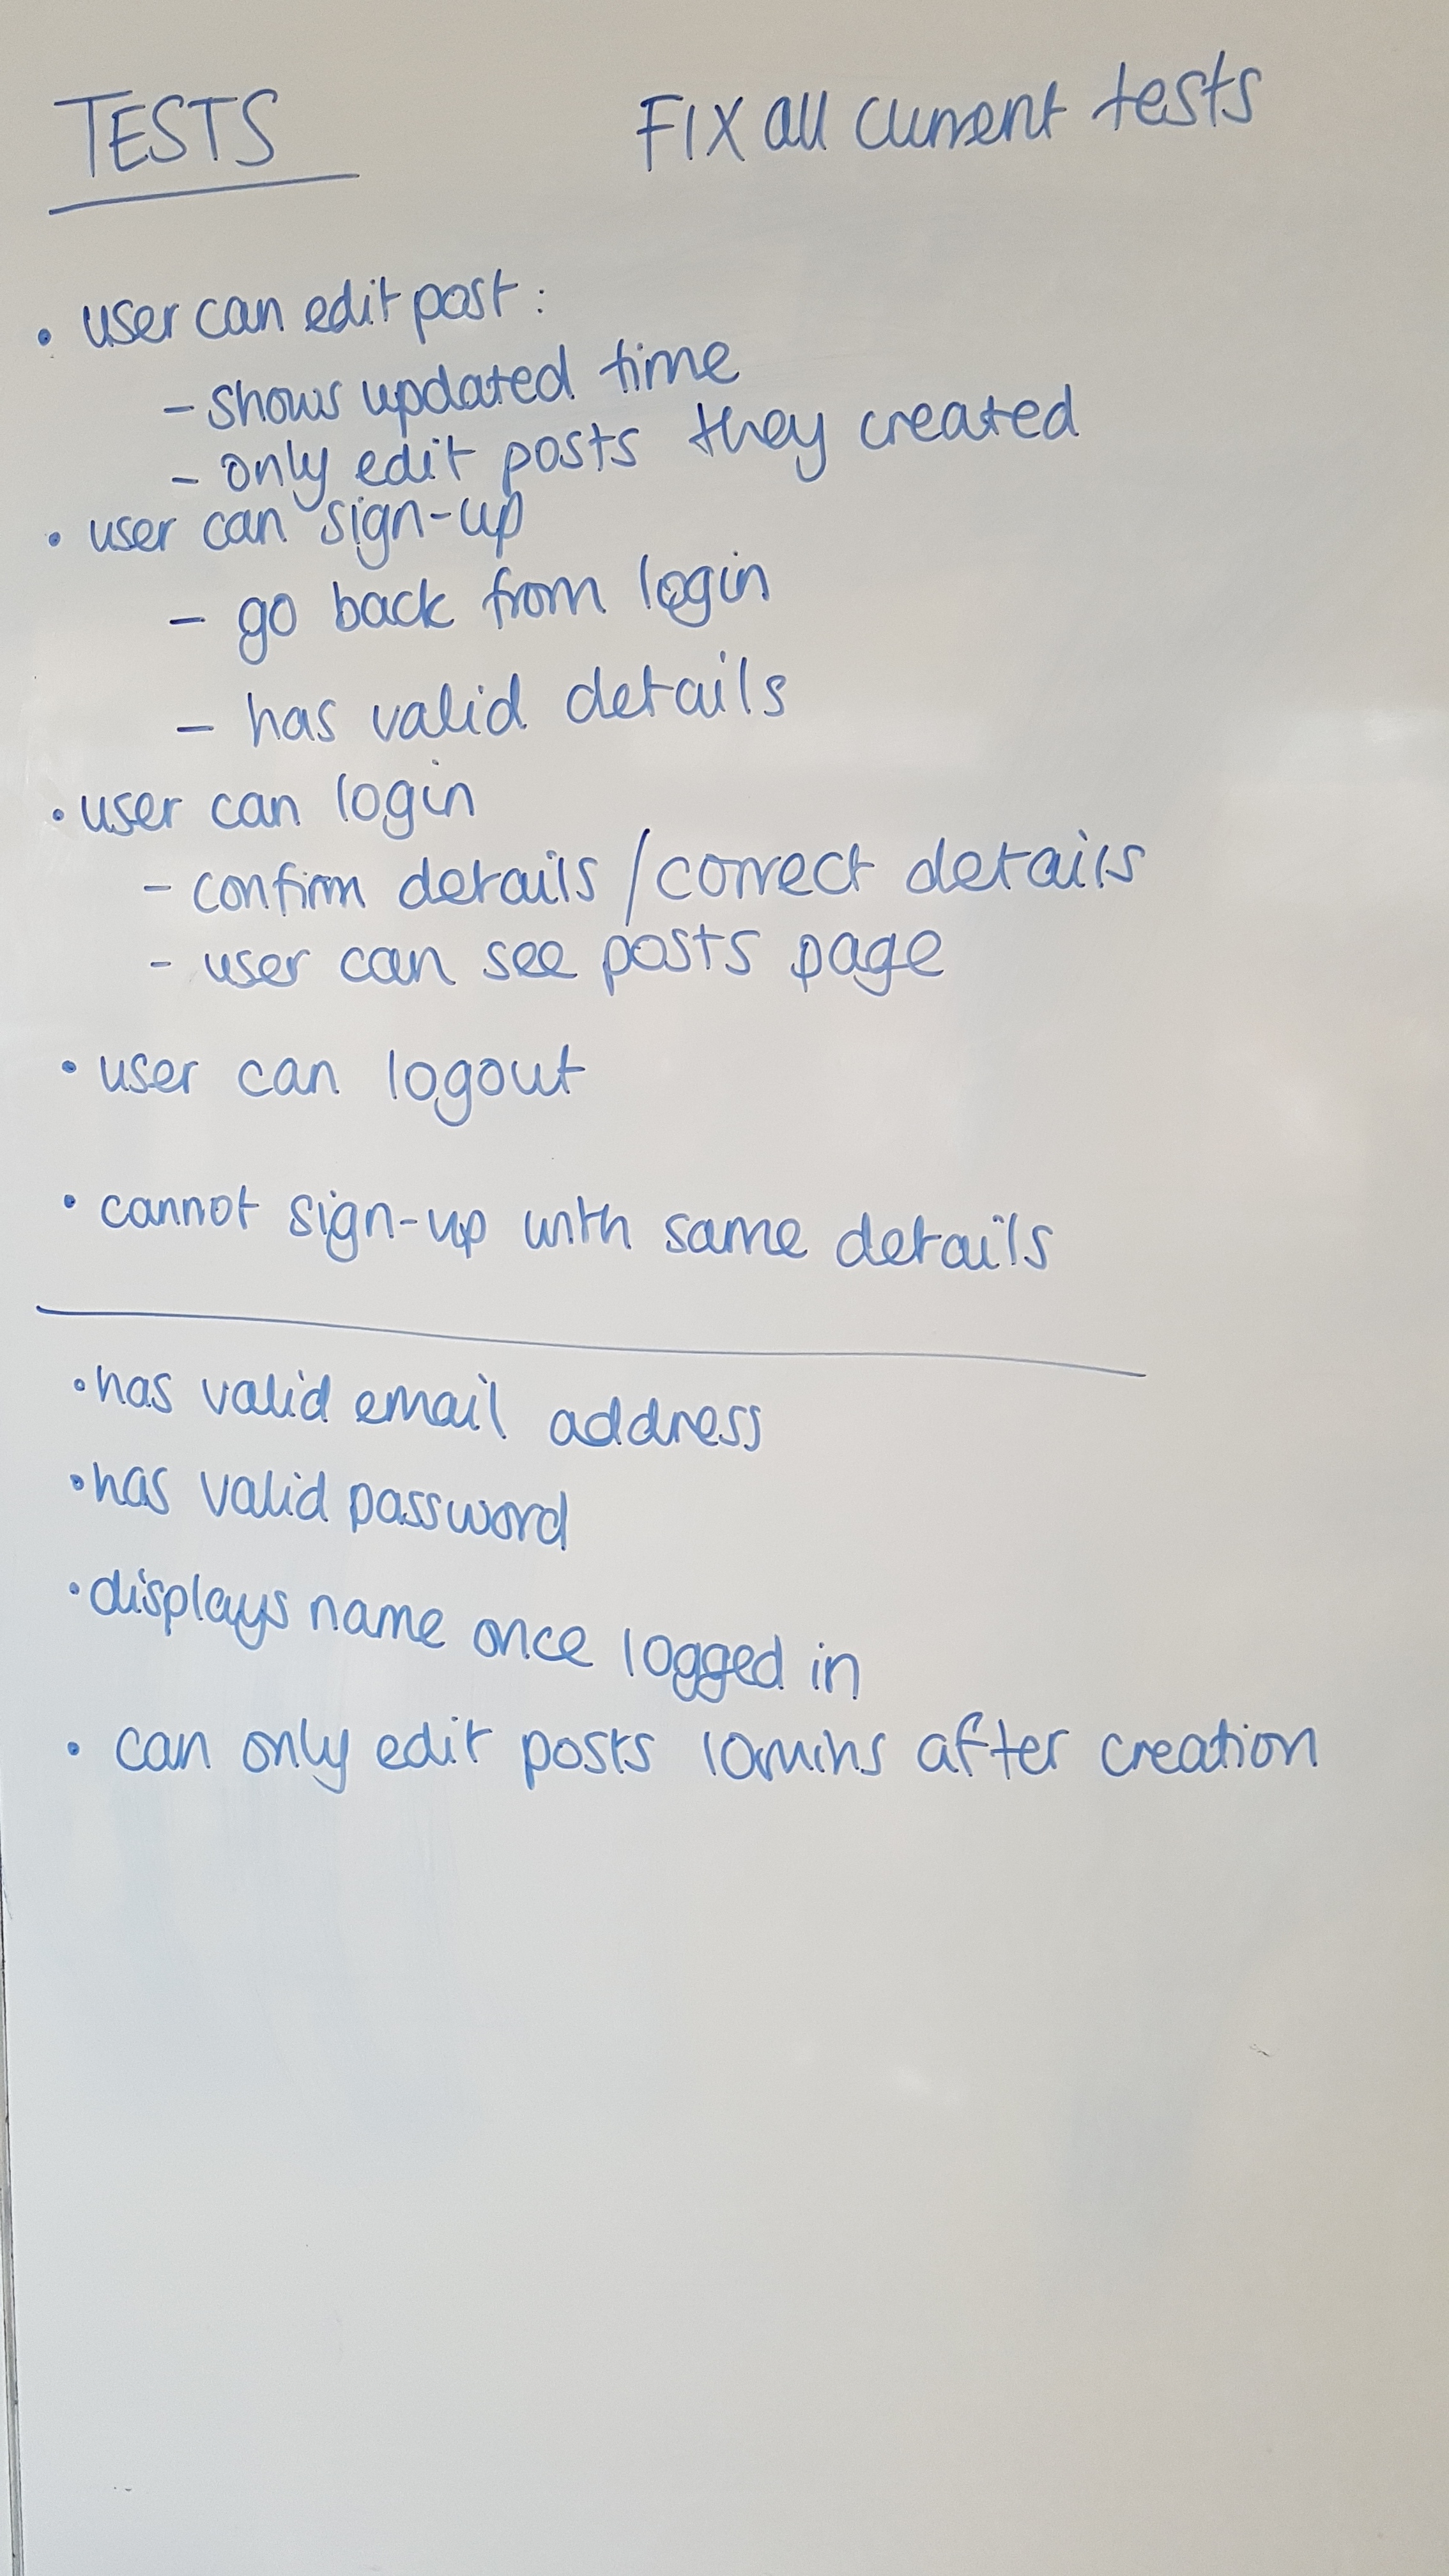 TESTS
FIX all current tests
• user can edit post:
- shows updated time
- only edit posts they created
• user can sign-up
- go back from login
- has valid details
• user can login
- confirm details / correct details
- user can see posts page
• user can logout
• cannot sign-up with same details
• has valid email address
• has valid password
• displays name once logged in
• can only edit posts 10mins after creation